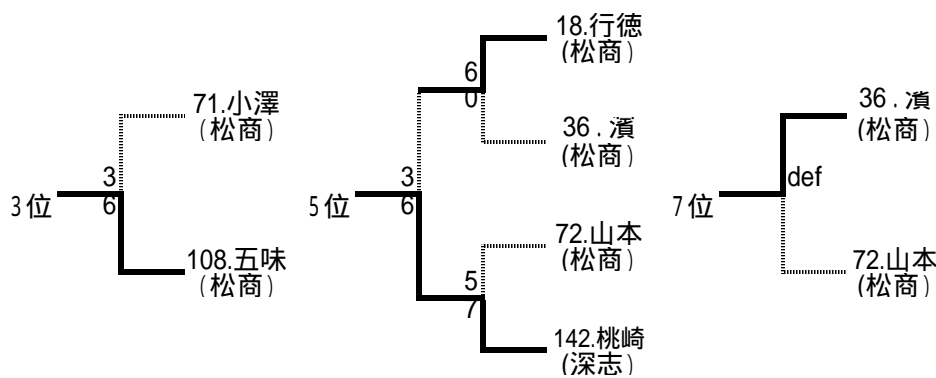 71.小澤
(松商)
3
6
3位
108.五味
(松商)
18.行徳
(松商)
6
0
36 . 濱
(松商)
3
6
5位
72.山本
(松商)
5
7
142.桃崎
(深志)
36 . 濱
(松商)
def
7位
72.山本
(松商)